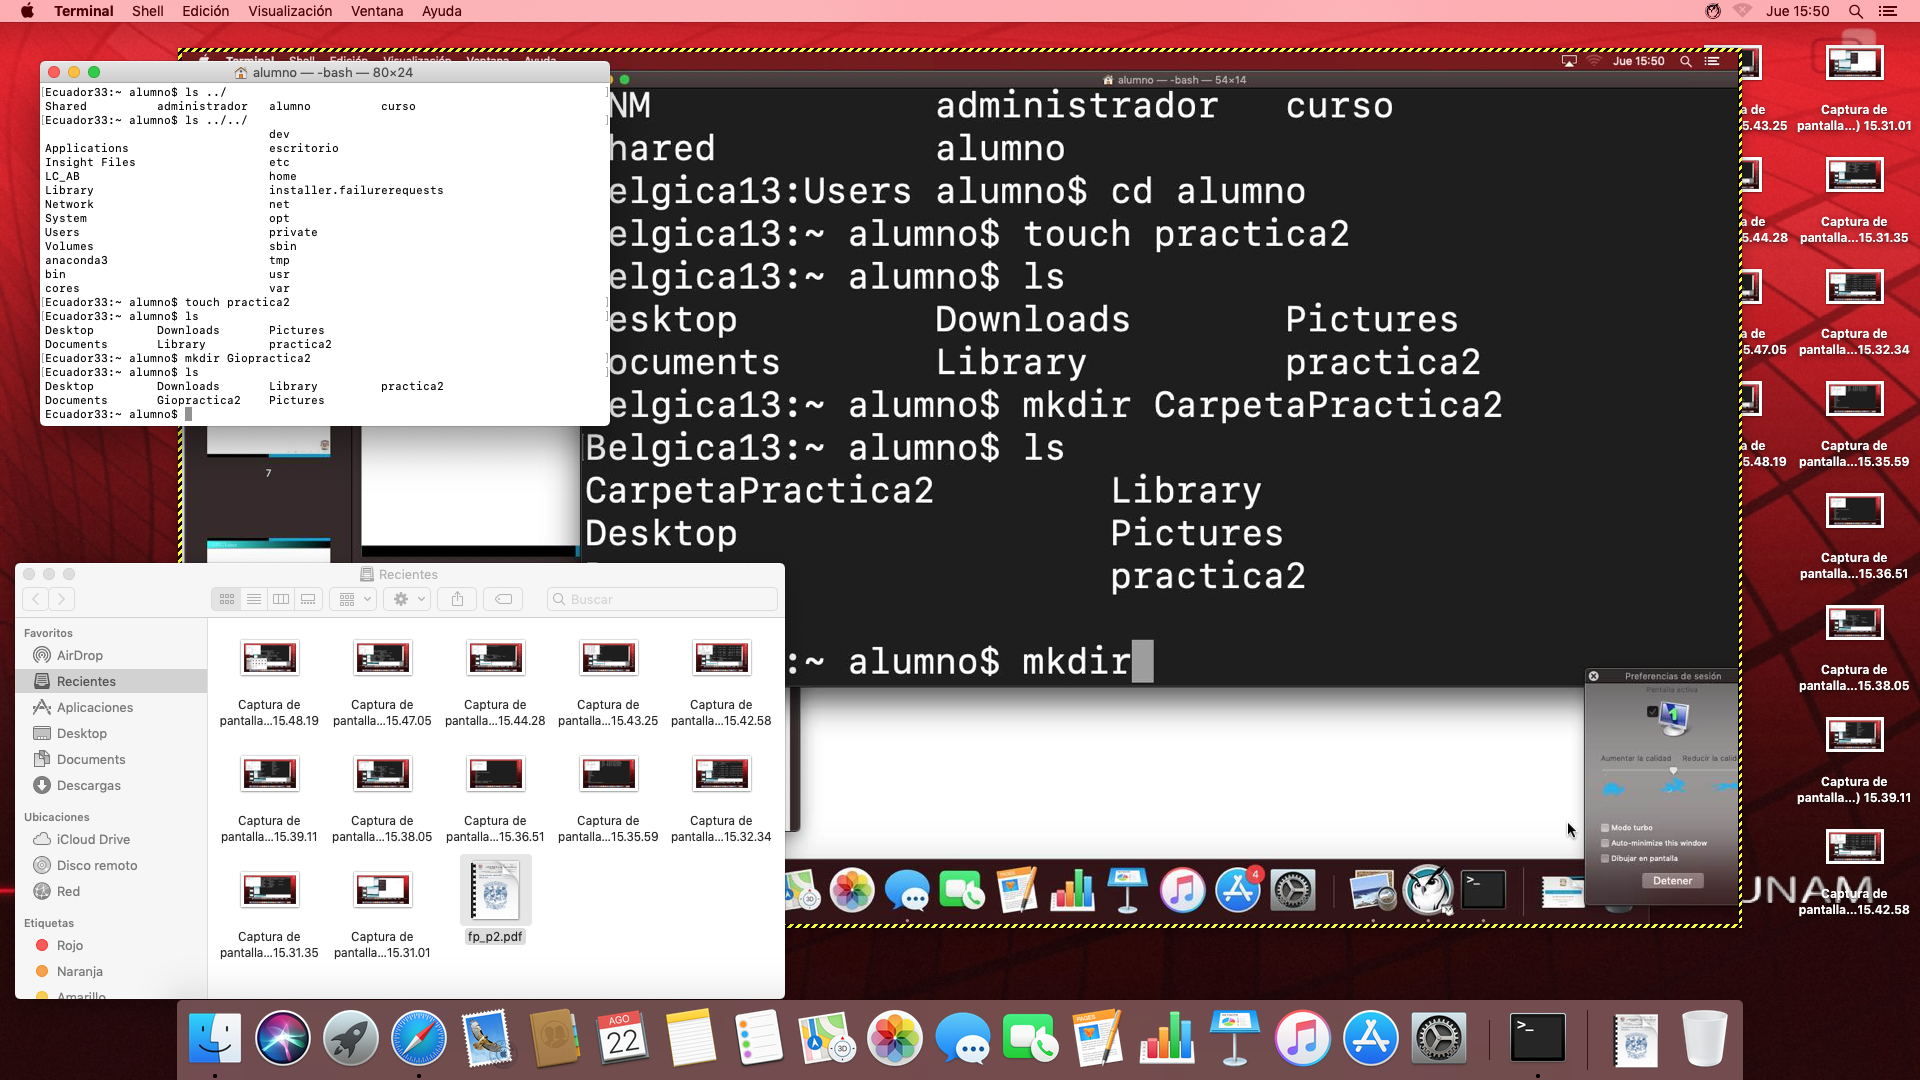 Terminal Shell Edición Visualización Ventana Ayuda
Jue 15:50
Jue 15:50
alumno — -bash — 80×24
Ecuador33:~ alumno$ ls ../
Shared administrador alumno curso
Ecuador33:~ alumno$ ls ../../
dev
Applications escritorio
Insight Files etc
LC_AB home
Library installer.failurerequests
Network net
System opt
Users private
Volumes sbin
anaconda3 tmp
bin usr
cores var
Ecuador33:~ alumno$ touch practica2
Ecuador33:~ alumno$ ls
Desktop Downloads Pictures
Documents Library practica2
Ecuador33:~ alumno$ mkdir Giopractica2
Ecuador33:~ alumno$ ls
Desktop Downloads Library practica2
Documents Giopractica2 Pictures
Ecuador33:~ alumno$
alumno — -bash — 54×14
NM administrador curso
hared alumno
elgica13:Users alumno$ cd alumno
elgica13:~ alumno$ touch practica2
elgica13:~ alumno$ ls
esktop Downloads Pictures
ocuments Library practica2
elgica13:~ alumno$ mkdir CarpetaPractica2
Belgica13:~ alumno$ ls
CarpetaPractica2 Library
Desktop Pictures
practica2
:~ alumno$ mkdir
7
Recientes
Buscar
Favoritos
AirDrop
Recientes
Aplicaciones
Desktop
Documents
Descargas
Ubicaciones
iCloud Drive
Disco remoto
Red
Etiquetas
Rojo
Naranja
Amarillo
Captura de pantalla...15.48.19
Captura de pantalla...15.47.05
Captura de pantalla...15.44.28
Captura de pantalla...15.43.25
Captura de pantalla...15.42.58
Captura de pantalla...15.39.11
Captura de pantalla...15.38.05
Captura de pantalla...15.36.51
Captura de pantalla...15.35.59
Captura de pantalla...15.32.34
Captura de pantalla...15.31.35
Captura de pantalla...15.31.01
fp_p2.pdf
Preferencias de sesión
Pantalla activa
1
Aumentar la calidad Reducir la calid
Modo turbo
Auto-minimize this window
Dibujar en pantalla
Detener
4
3D
PAGES
UNAM
a de
5.43.25
a de
5.44.28
a de
5.47.05
a de
5.48.19
Captura de
pantalla...) 15.31.01
Captura de
pantalla...15.31.35
Captura de
pantalla...15.32.34
Captura de
pantalla...15.35.59
Captura de
pantalla...15.36.51
Captura de
pantalla...15.38.05
Captura de
pantalla...) 15.39.11
Captura de
pantalla...15.42.58
AGO
22
3D